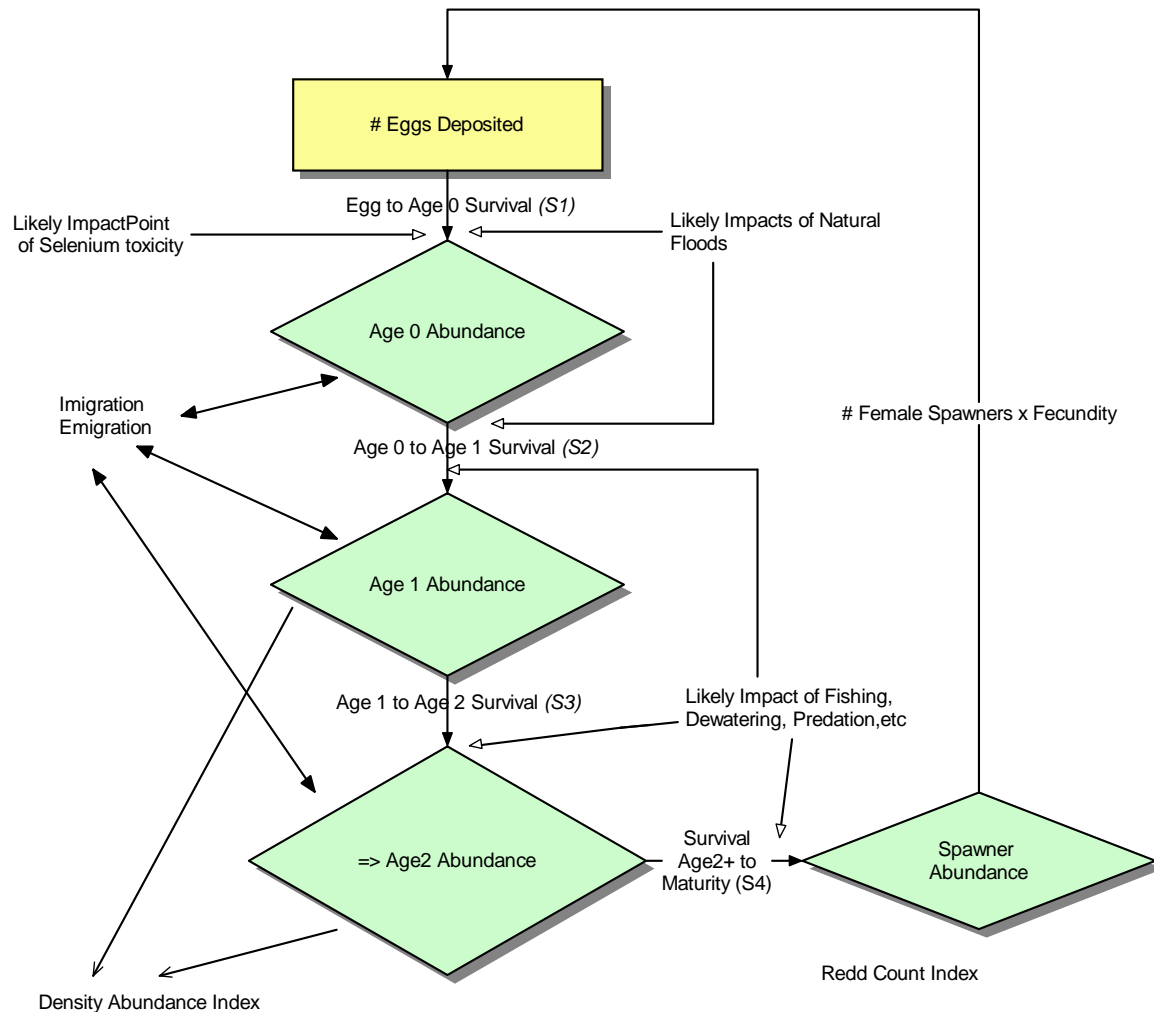 # Eggs Deposited
Egg to Age 0 Survival (S1)
Likely ImpactPoint
of Selenium toxicity
Likely Impacts of Natural
Floods
Age 0 Abundance
Imigration
Emigration
# Female Spawners x Fecundity
Age 0 to Age 1 Survival (S2)
Age 1 Abundance
Age 1 to Age 2 Survival (S3)
Likely Impact of Fishing,
Dewatering, Predation,etc
=> Age2 Abundance
Survival
Age2+ to
Maturity (S4)
Spawner
Abundance
Redd Count Index
Density Abundance Index